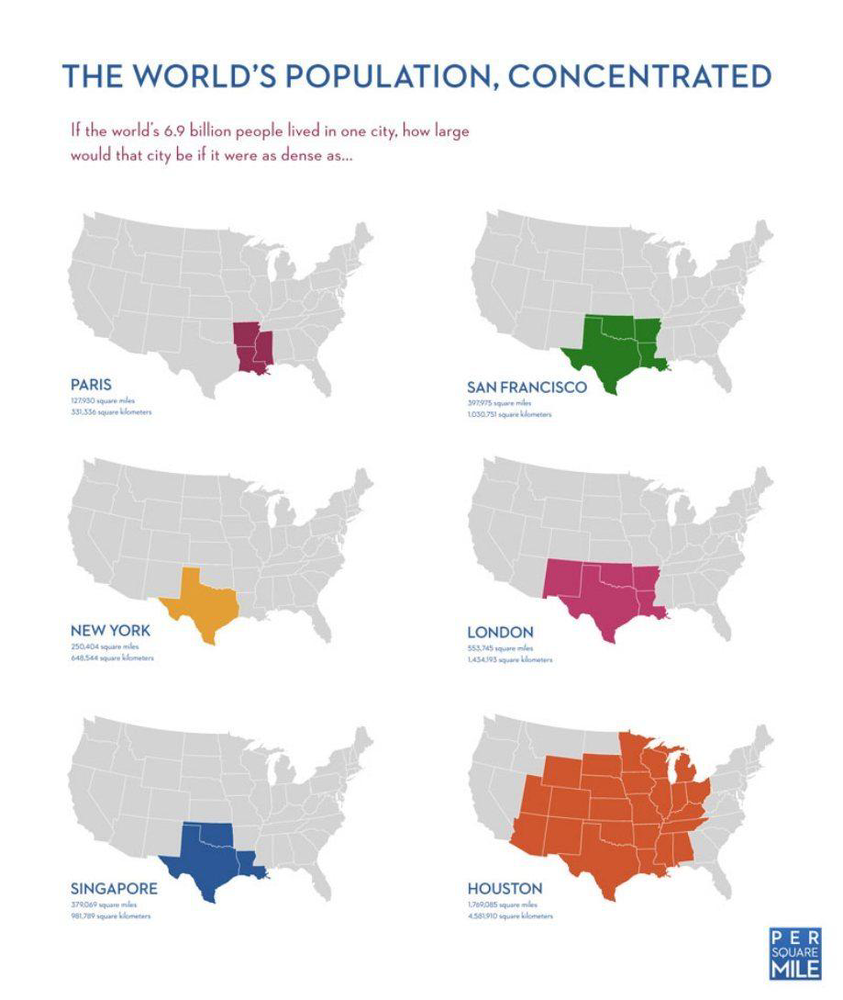 THE WORLD'S POPULATION, CONCENTRATED
If the world's 6.9 billion people lived in one city, how large
would that city be if it were as dense as...
PARIS
127,930 square miles
331,336 square kilometers
SAN FRANCISCO
397,975 square miles
1,030,751 square kilometers
NEW YORK
250,404 square miles
648,544 square kilometers
LONDON
553,745 square miles
1,434,193 square kilometers
SINGAPORE
379,069 square miles
981,789 square kilometers
HOUSTON
1,769,085 square miles
4,581,910 square kilometers
PER
SQUARE
MILE